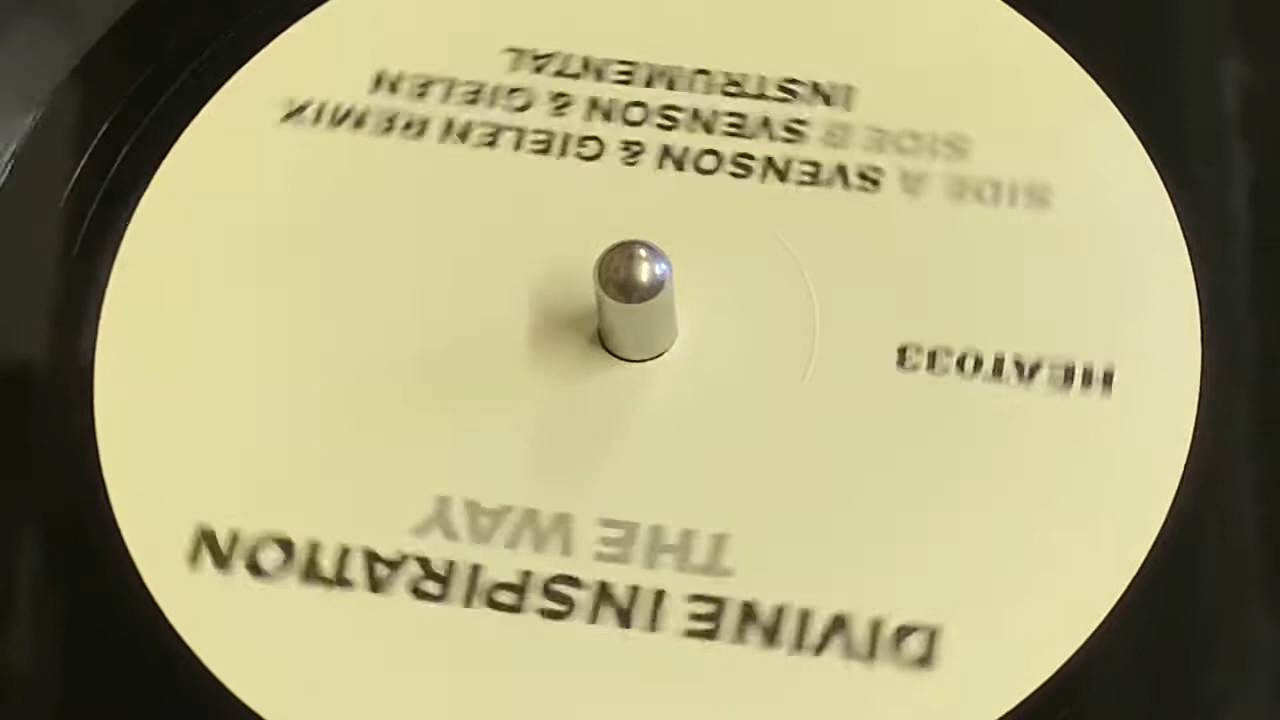 DIVINE INSPIRATION
THE WAY
HEAT033
SIDE A SVENSON & GIELEN REMIX
SIDE B SVENSON & GIELEN
INSTRUMENTAL